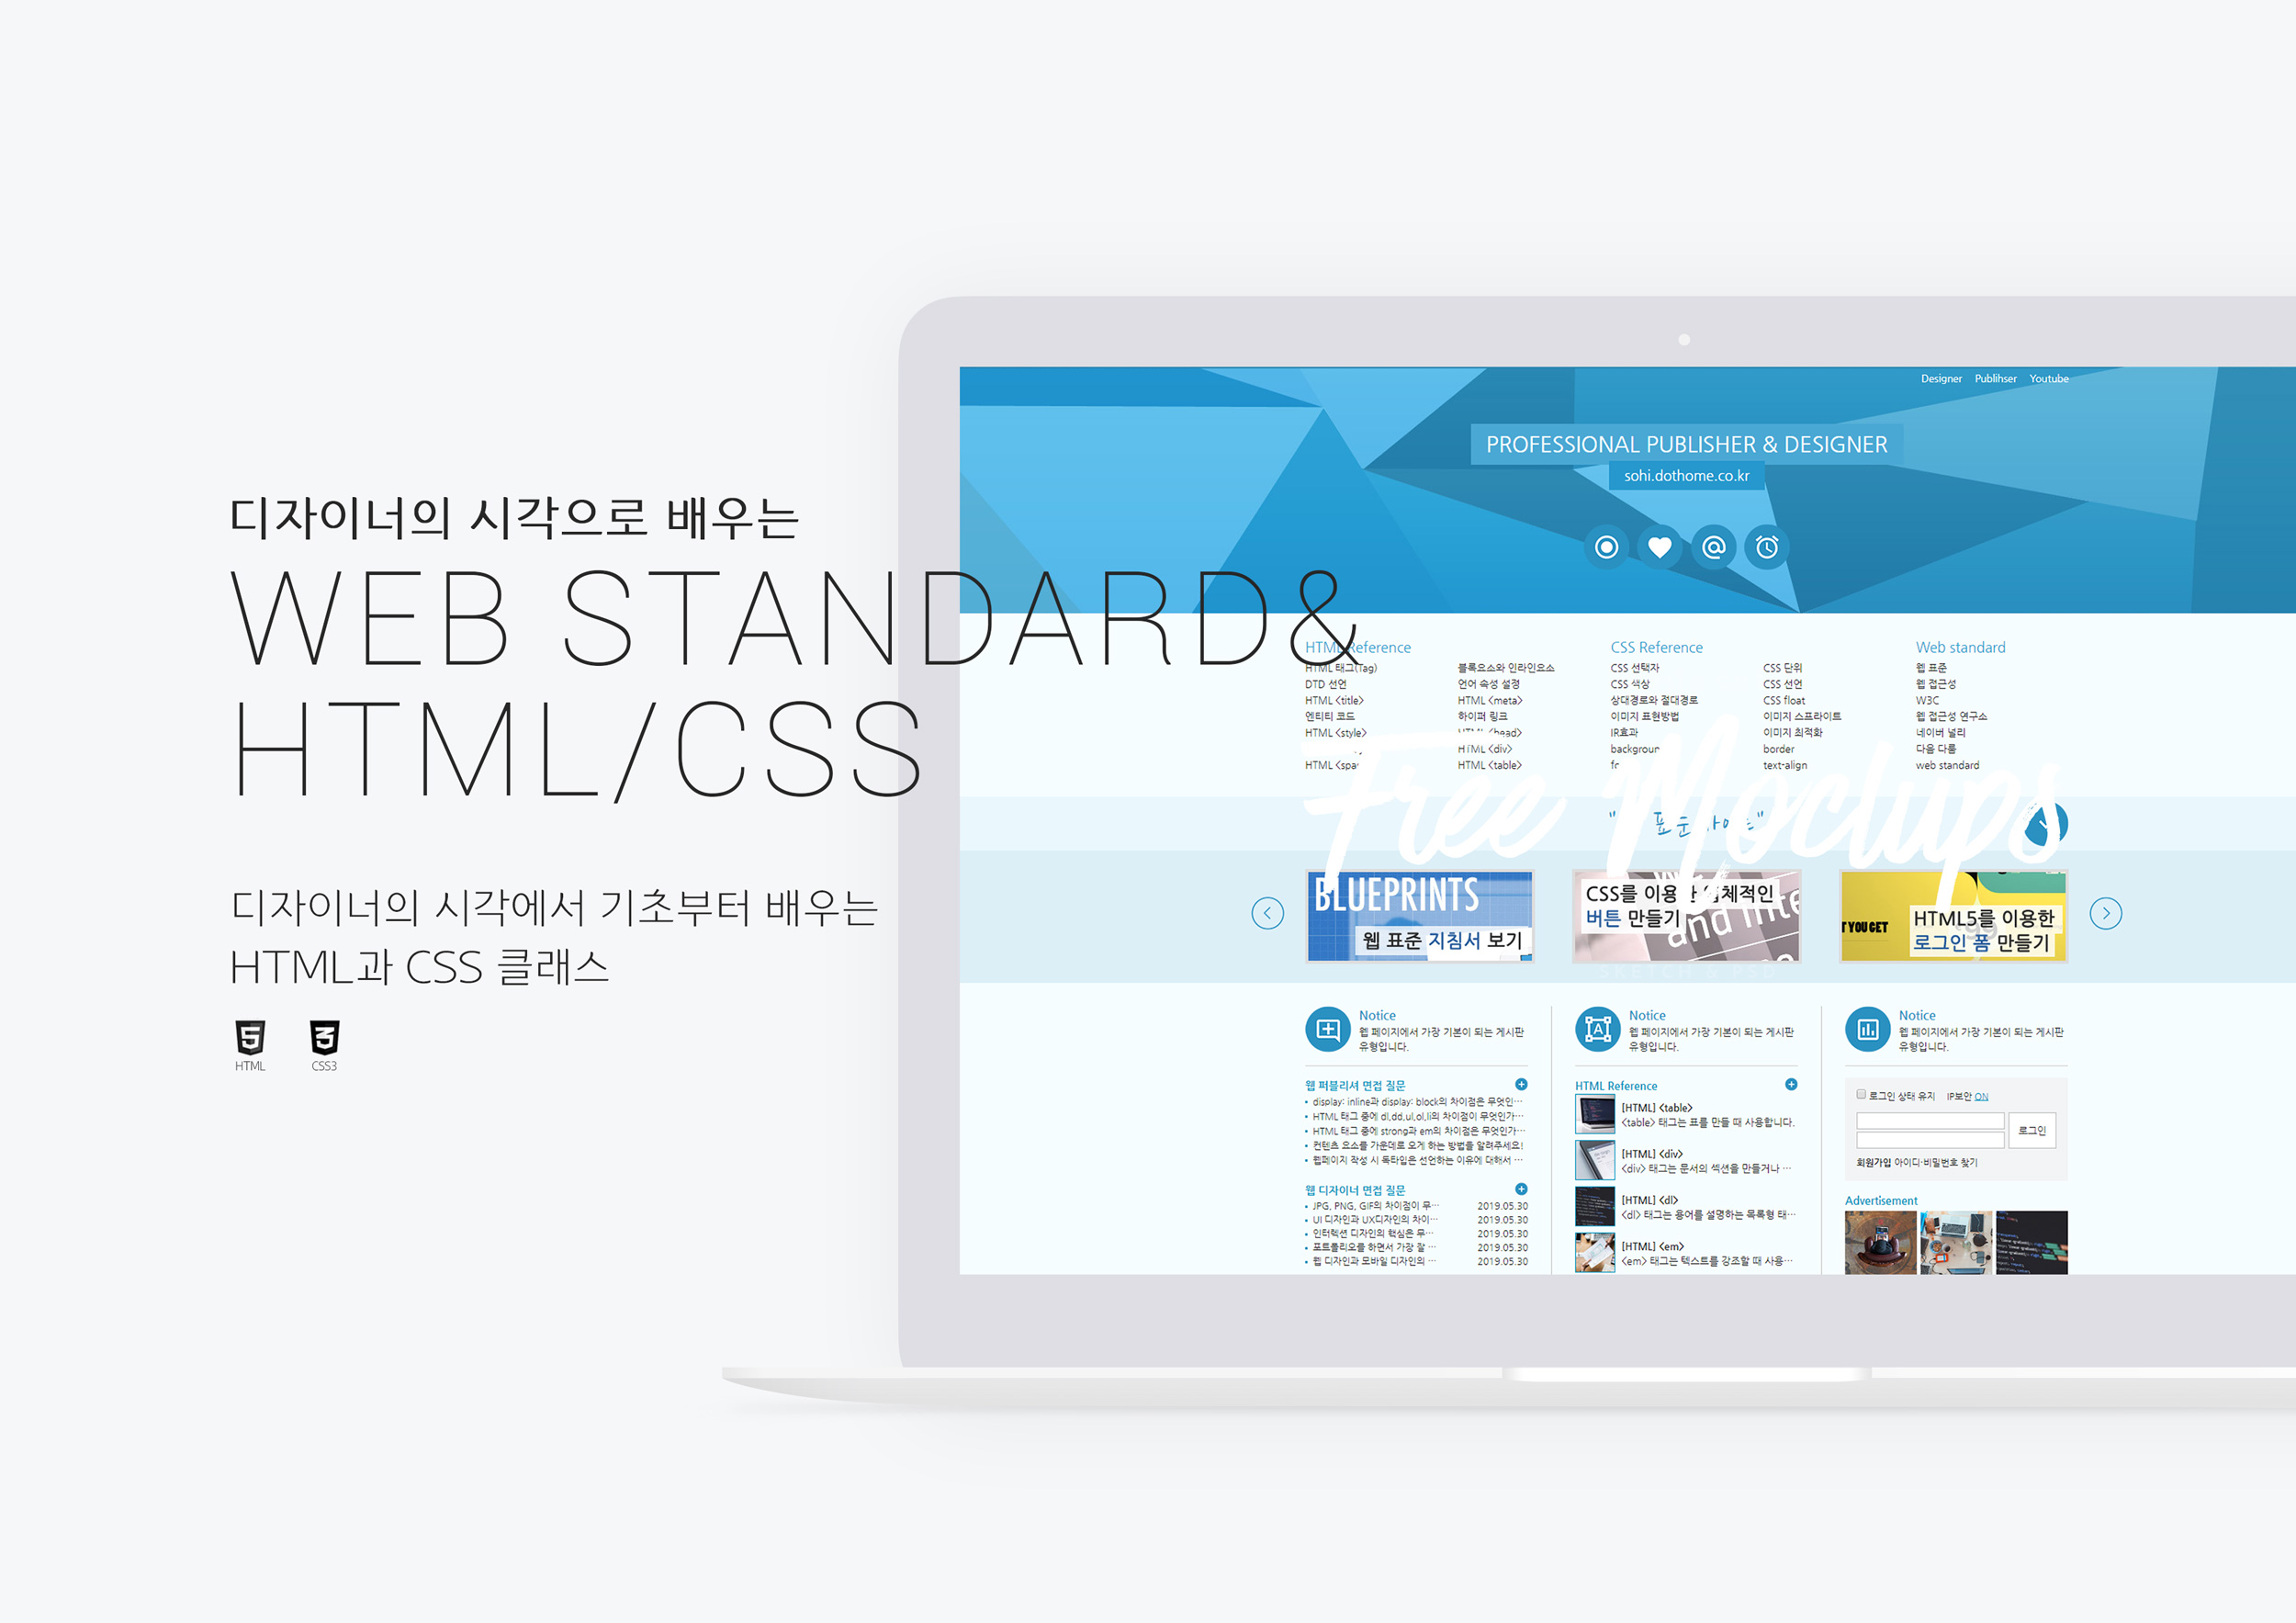 디자이너의 시각으로 배우는
WEB STANDARD&
HTML/CSS
디자이너의 시각에서 기초부터 배우는
HTML과 CSS 클래스
HTML
CSS3
Designer Publihser Youtube
PROFESSIONAL PUBLISHER & DESIGNER
sohi.dothome.co.kr
HTML Reference
HTML 태그(Tag)
DTD 선언
HTML <title>
엔티티 코드
HTML <style>
HTML <spa
블록요소와 인라인요소
언어 속성 설정
HTML <meta>
하이퍼 링크
HTML <head>
HTML <div>
HTML <table>
CSS Reference
CSS 선택자
CSS 색상
상대경로와 절대경로
이미지 표현방법
IR효과
backgroun
CSS 단위
CSS 선언
CSS float
이미지 스프라이트
이미지 최적화
border
text-align
Web standard
웹 표준
웹 접근성
W3C
웹 접근성 연구소
네이버 널리
다음 다룸
web standard
Free Mocups
BLUEPRINTS
웹 표준 지침서 보기
CSS를 이용한 입체적인
버튼 만들기
and inte
T YOU GET
HTML5를 이용한
로그인 폼 만들기
SKETCH & PSD
Notice
웹 페이지에서 가장 기본이 되는 게시판
유형입니다.
웹 퍼블리셔 면접 질문
display: inline과 display: block의 차이점은 무엇인…
HTML 태그 중에 dl,dd,ul,ol,li의 차이점이 무엇인가…
HTML 태그 중에 strong과 em의 차이점은 무엇인가…
컨텐츠 요소를 가운데로 오게 하는 방법을 알려주세요!
웹페이지 작성 시 독타입은 선언하는 이유에 대해서 …
웹 디자이너 면접 질문
JPG, PNG, GIF의 차이점이 무… 2019.05.30
UI 디자인과 UX디자인의 차이… 2019.05.30
인터렉션 디자인의 핵심은 무… 2019.05.30
포트폴리오를 하면서 가장 잘 … 2019.05.30
웹 디자인과 모바일 디자인의 … 2019.05.30
Notice
웹 페이지에서 가장 기본이 되는 게시판
유형입니다.
HTML Reference
[HTML] <table>
<table> 태그는 표를 만들 때 사용합니다.
[HTML] <div>
<div> 태그는 문서의 섹션을 만들거나 …
[HTML] <dl>
<dl> 태그는 용어를 설명하는 목록형 태…
[HTML] <em>
<em> 태그는 텍스트를 강조할 때 사용…
Notice
웹 페이지에서 가장 기본이 되는 게시판
유형입니다.
로그인 상태 유지 IP보안 ON
로그인
회원가입 아이디·비밀번호 찾기
Advertisement